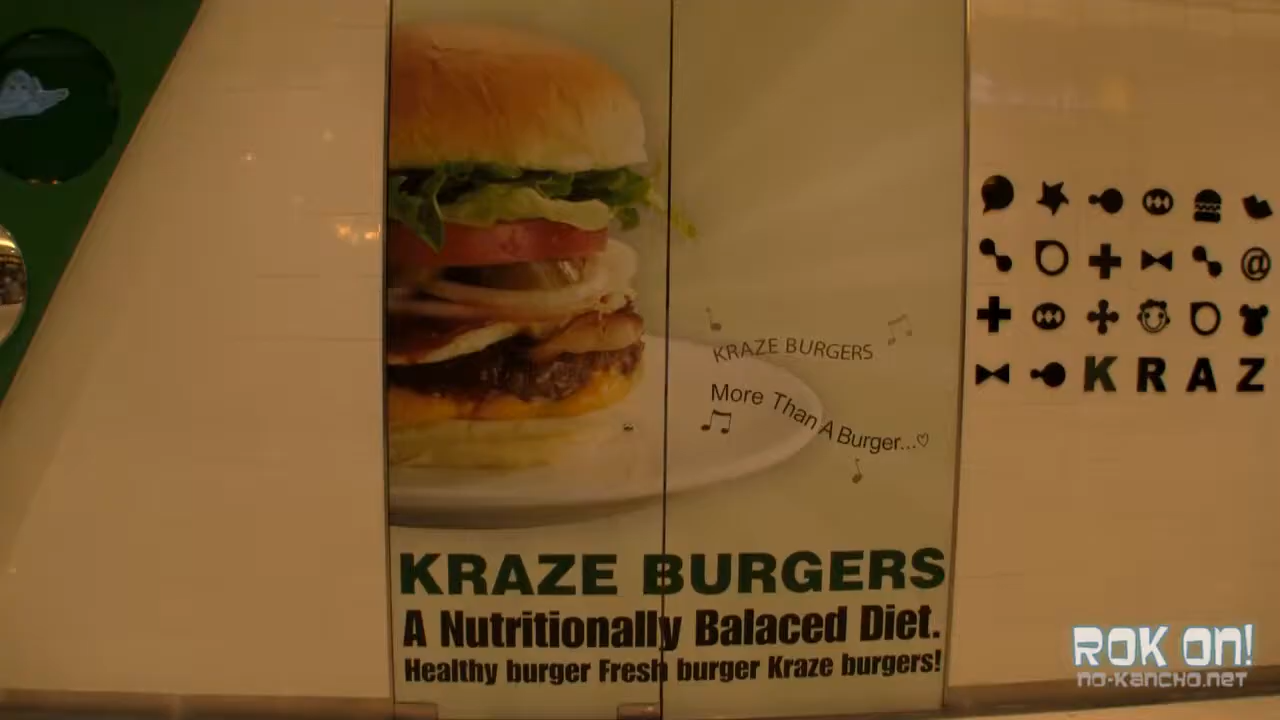 KRAZE BURGERS
More Than A Burger...♡
@
KRAZ
KRAZE BURGERS
A Nutritionally Balaced Diet.
Healthy burger Fresh burger Kraze burgers!
ROK ON!
NO-KANCHO.NET